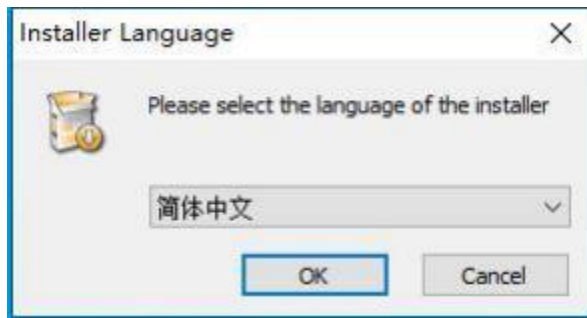 Installer Language
Please select the language of the installer
简体中文
OK
Cancel